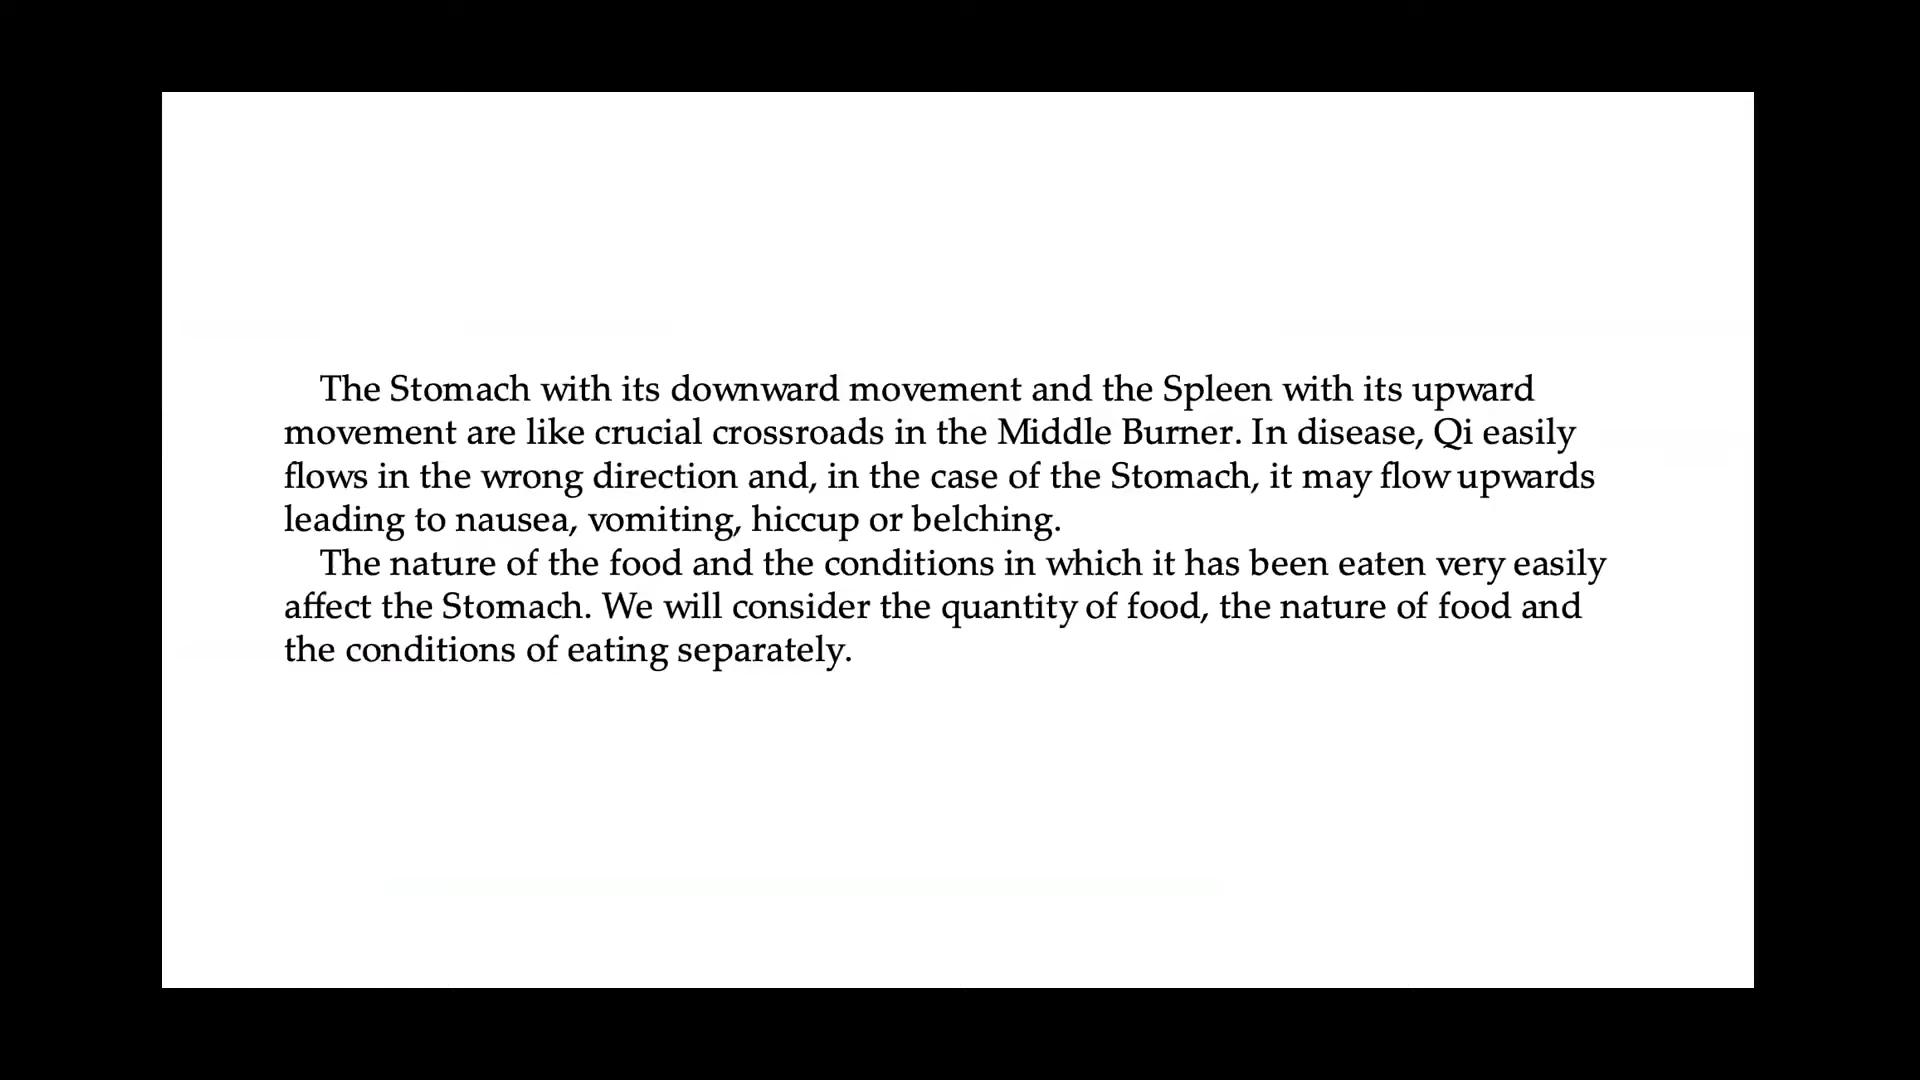 The Stomach with its downward movement and the Spleen with its upward
movement are like crucial crossroads in the Middle Burner. In disease, Qi easily
flows in the wrong direction and, in the case of the Stomach, it may flow upwards
leading to nausea, vomiting, hiccup or belching.
The nature of the food and the conditions in which it has been eaten very easily
affect the Stomach. We will consider the quantity of food, the nature of food and
the conditions of eating separately.